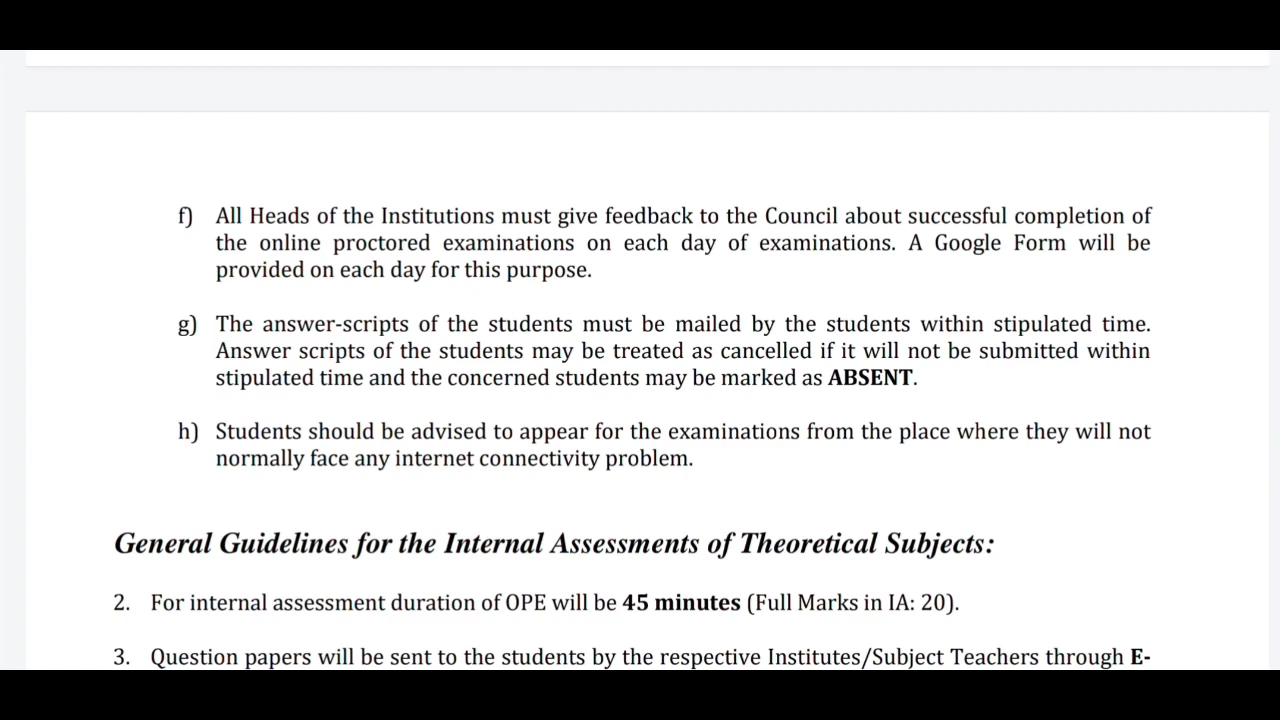 f) All Heads of the Institutions must give feedback to the Council about successful completion of
the online proctored examinations on each day of examinations. A Google Form will be
provided on each day for this purpose.
g) The answer-scripts of the students must be mailed by the students within stipulated time.
Answer scripts of the students may be treated as cancelled if it will not be submitted within
stipulated time and the concerned students may be marked as ABSENT.
h) Students should be advised to appear for the examinations from the place where they will not
normally face any internet connectivity problem.
General Guidelines for the Internal Assessments of Theoretical Subjects:
2. For internal assessment duration of OPE will be 45 minutes (Full Marks in IA: 20).
3. Question papers will be sent to the students by the respective Institutes/Subject Teachers through E-